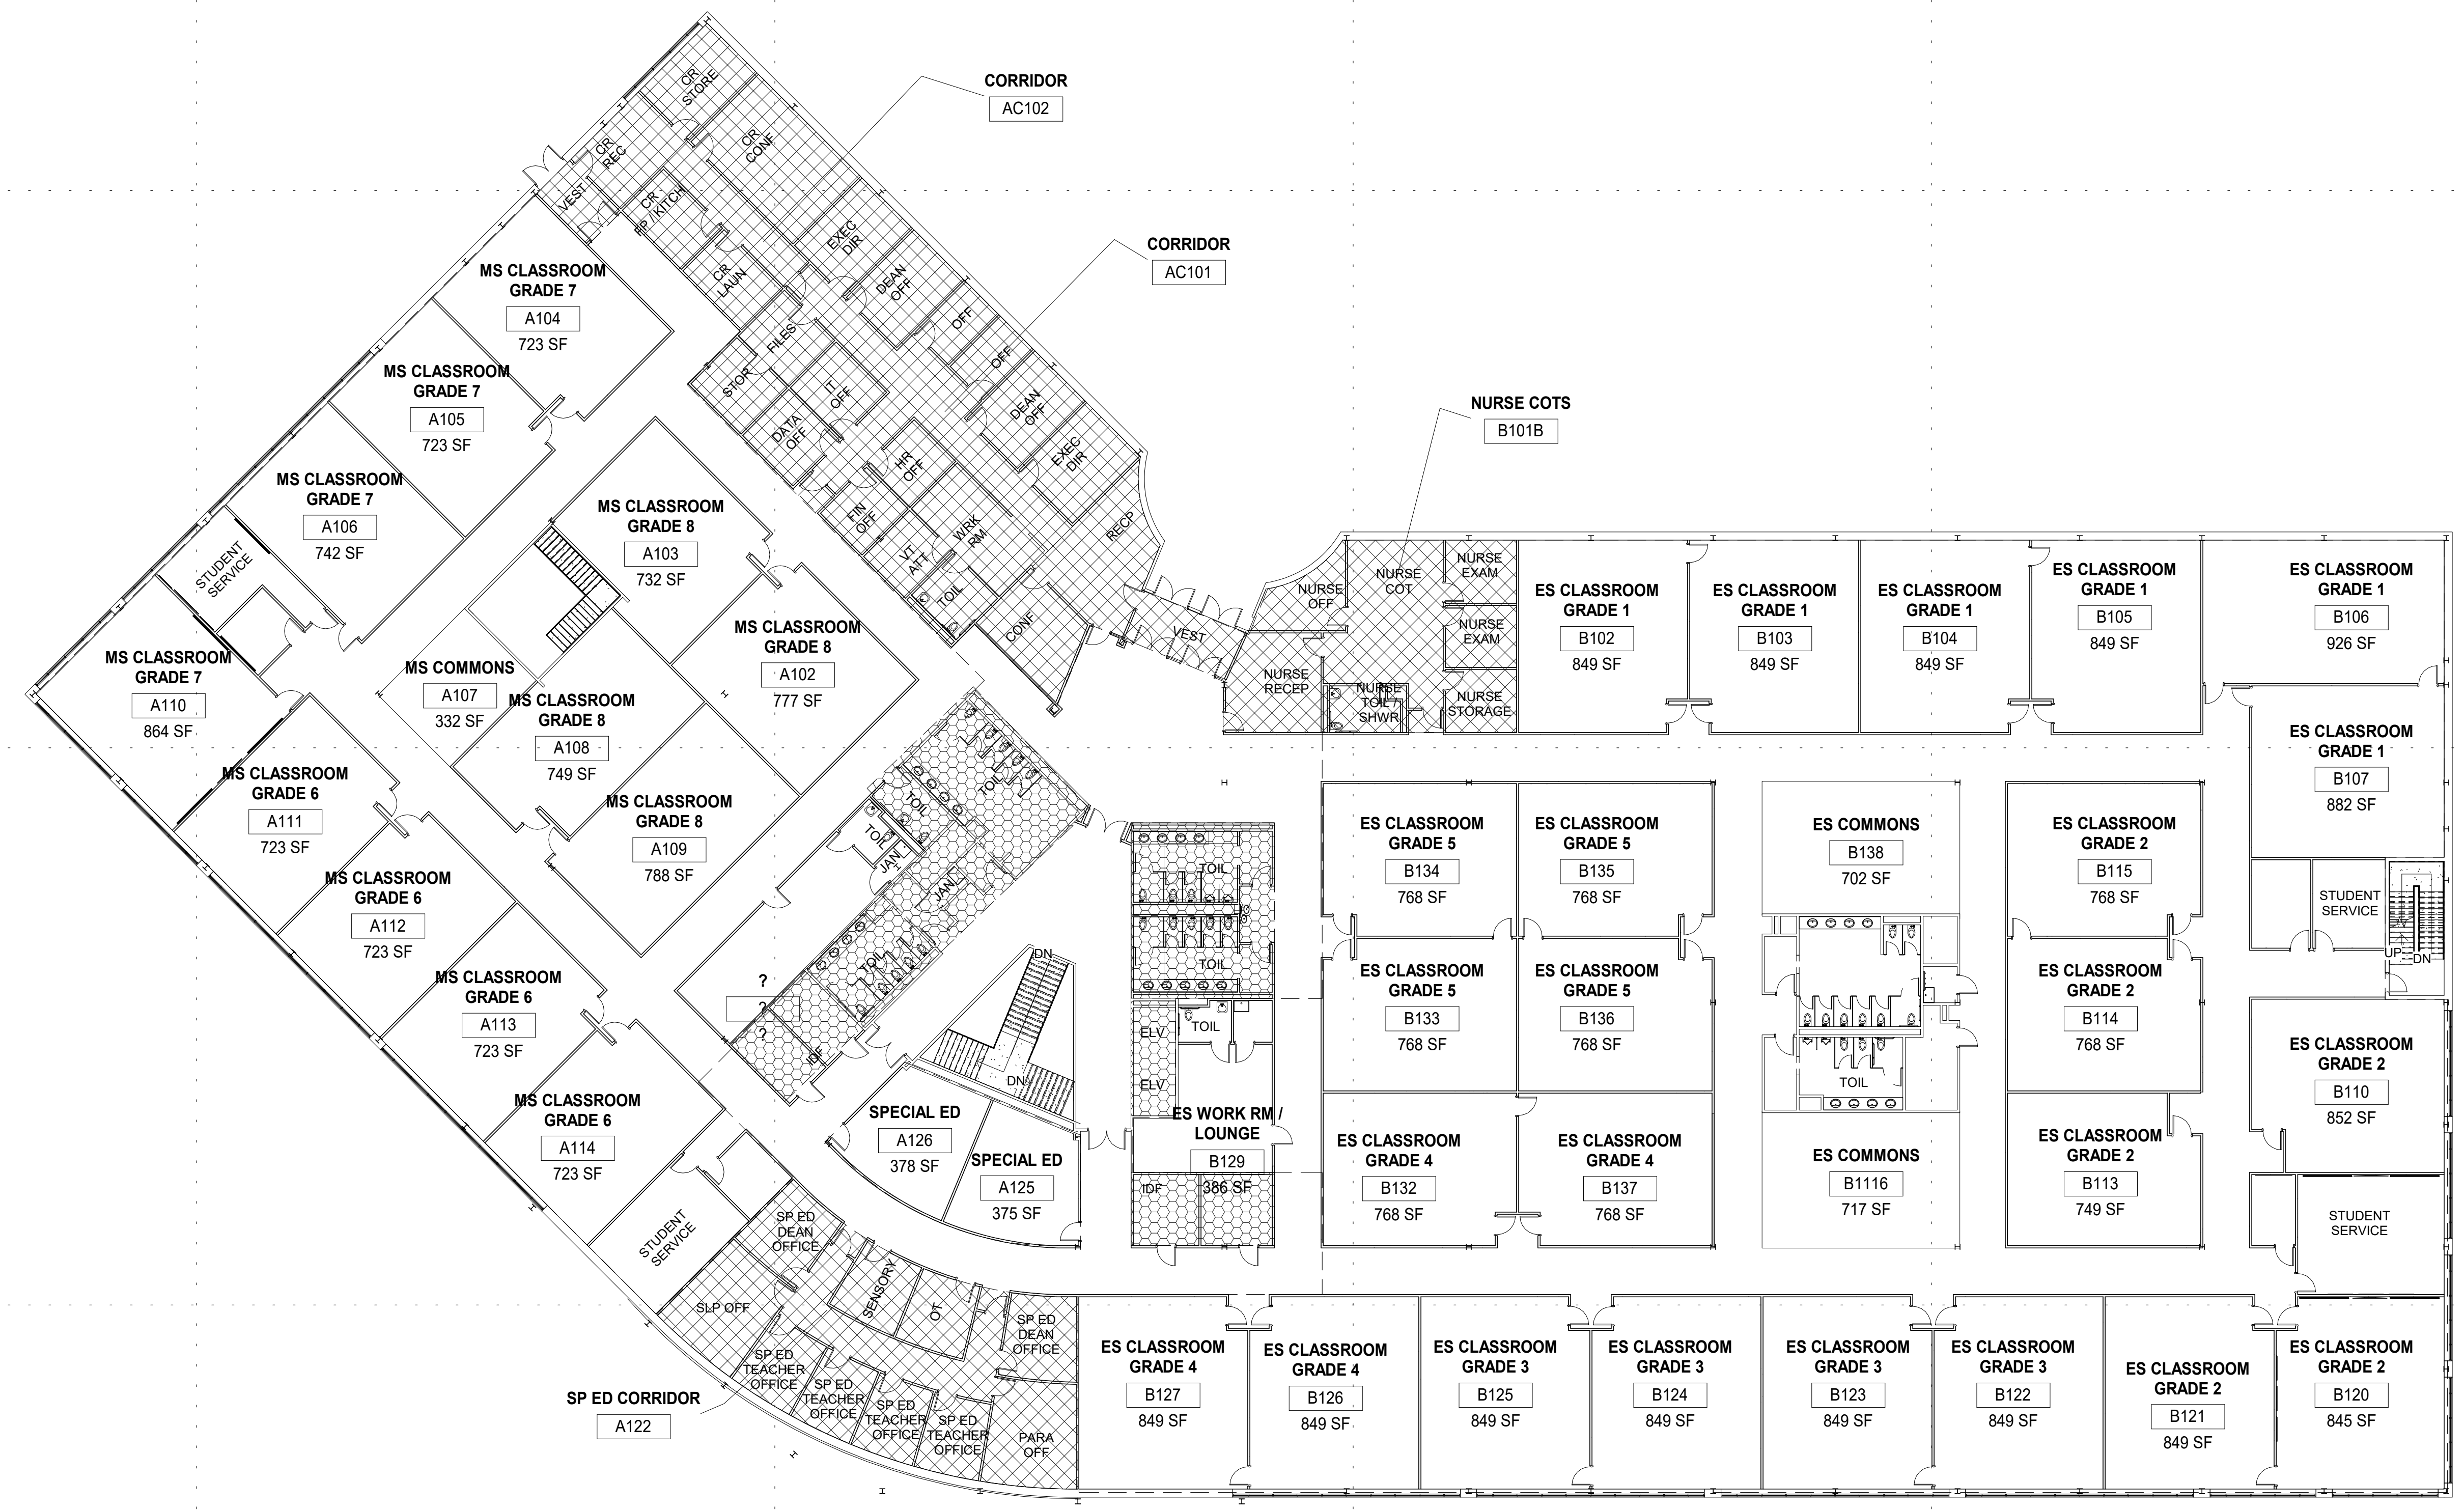 CORRIDOR
AC102
CR
STORE
CR
CONF
CR
REC
VEST
CR
FP / KITCH
CR
LAUN
EXEC
DIR
DEAN
OFF
CORRIDOR
AC101
OFF
OFF
DEAN
OFF
EXEC
DIR
FILES
STOR
IT
OFF
DATA
OFF
HR
OFF
FIN
OFF
WRK
RM
VT
ATT
TOIL
RECP
CONF
VEST
MS CLASSROOM
GRADE 7
A104
723 SF
MS CLASSROOM
GRADE 7
A105
723 SF
MS CLASSROOM
GRADE 7
A106
742 SF
STUDENT
SERVICE
MS CLASSROOM
GRADE 7
A110
864 SF
MS CLASSROOM
GRADE 8
A103
732 SF
MS CLASSROOM
GRADE 8
A102
777 SF
MS COMMONS
A107
332 SF
MS CLASSROOM
GRADE 8
A108
749 SF
MS CLASSROOM
GRADE 8
A109
788 SF
MS CLASSROOM
GRADE 6
A111
723 SF
MS CLASSROOM
GRADE 6
A112
723 SF
MS CLASSROOM
GRADE 6
A113
723 SF
MS CLASSROOM
GRADE 6
A114
723 SF
TOIL
TOIL
TOIL
JAN
JAN
TOIL
?
?
?
IDF
DN
DN
SPECIAL ED
A126
378 SF
SPECIAL ED
A125
375 SF
STUDENT
SERVICE
SP ED
DEAN
OFFICE
SLP OFF
SENSORY
OT
SP ED
DEAN
OFFICE
SP ED
TEACHER
OFFICE
SP ED
TEACHER
OFFICE
SP ED
TEACHER
OFFICE
SP ED
TEACHER
OFFICE
PARA
OFF
SP ED CORRIDOR
A122
NURSE COTS
B101B
NURSE
OFF
NURSE
COT
NURSE
EXAM
NURSE
EXAM
NURSE
RECEP
NURSE
TOIL /
SHWR
NURSE
STORAGE
ES CLASSROOM
GRADE 1
B102
849 SF
ES CLASSROOM
GRADE 1
B103
849 SF
ES CLASSROOM
GRADE 1
B104
849 SF
ES CLASSROOM
GRADE 1
B105
849 SF
ES CLASSROOM
GRADE 1
B106
926 SF
ES CLASSROOM
GRADE 1
B107
882 SF
TOIL
TOIL
ELV
TOIL
ELV
ES WORK RM /
LOUNGE
B129
386 SF
IDF
ES CLASSROOM
GRADE 5
B134
768 SF
ES CLASSROOM
GRADE 5
B135
768 SF
ES COMMONS
B138
702 SF
ES CLASSROOM
GRADE 2
B115
768 SF
STUDENT
SERVICE
UP
DN
ES CLASSROOM
GRADE 5
B133
768 SF
ES CLASSROOM
GRADE 5
B136
768 SF
TOIL
ES CLASSROOM
GRADE 2
B114
768 SF
ES CLASSROOM
GRADE 2
B110
852 SF
ES CLASSROOM
GRADE 4
B132
768 SF
ES CLASSROOM
GRADE 4
B137
768 SF
ES COMMONS
B1116
717 SF
ES CLASSROOM
GRADE 2
B113
749 SF
STUDENT
SERVICE
ES CLASSROOM
GRADE 4
B127
849 SF
ES CLASSROOM
GRADE 4
B126
849 SF
ES CLASSROOM
GRADE 3
B125
849 SF
ES CLASSROOM
GRADE 3
B124
849 SF
ES CLASSROOM
GRADE 3
B123
849 SF
ES CLASSROOM
GRADE 3
B122
849 SF
ES CLASSROOM
GRADE 2
B121
849 SF
ES CLASSROOM
GRADE 2
B120
845 SF